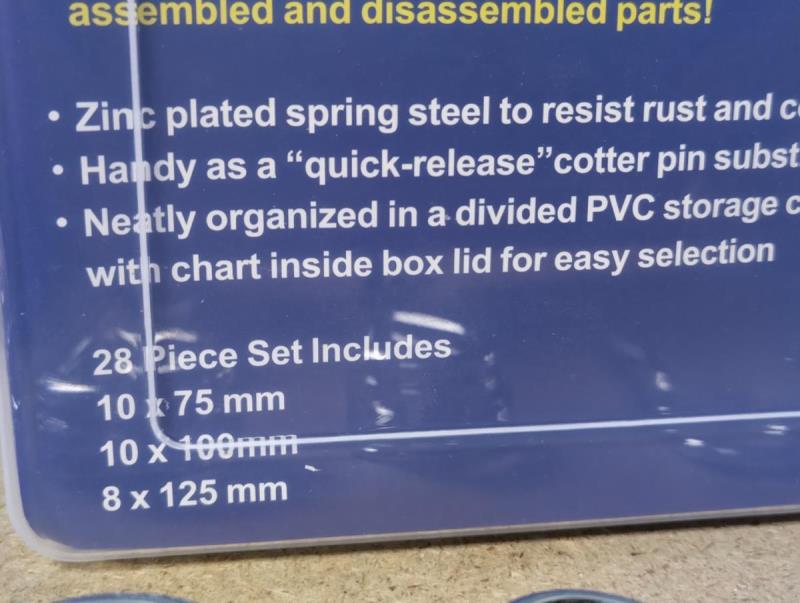 assembled and disassembled parts!
• Zinc plated spring steel to resist rust and
• Handy as a “quick-release”cotter pin
• Neatly organized in a divided PVC storage
with chart inside box lid for easy selection
28 Piece Set Includes
10 x 75 mm
10 x 100mm
8 x 125 mm